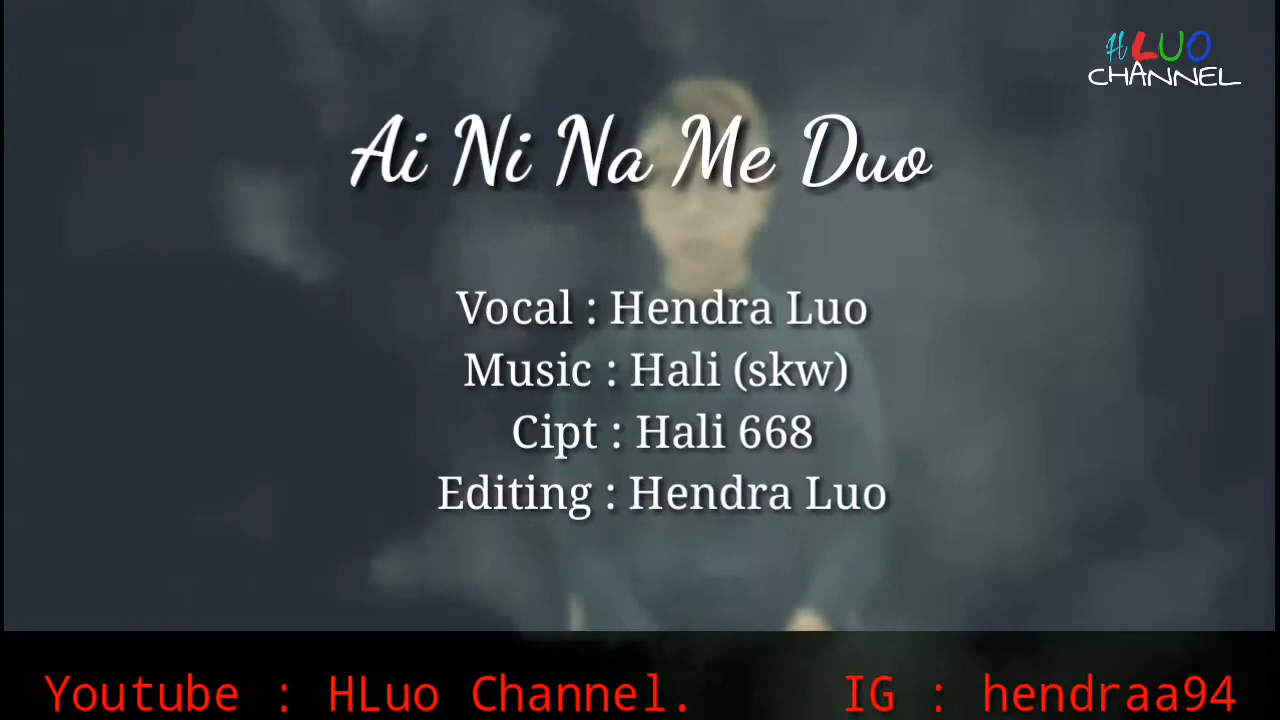 HLUO
CHANNEL
Ai Ni Na Me Duo
Vocal : Hendra Luo
Music : Hali (skw)
Cipt : Hali 668
Editing : Hendra Luo
Youtube : HLuo Channel. IG : hendraa94